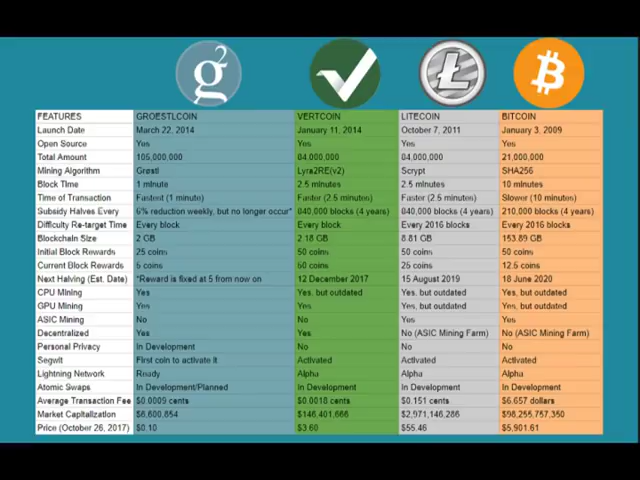 g2
FEATURES GROESTLCOIN VERTCOIN LITECOIN BITCOIN
Launch Date March 22, 2014 January 11, 2014 October 7, 2011 January 3, 2009
Open Source Yes Yes Yes Yes
Total Amount 105,000,000 84,000,000 84,000,000 21,000,000
Mining Algorithm Grøstl Lyra2RE(v2) Scrypt SHA256
Block Time 1 minute 2.5 minutes 2.5 minutes 10 minutes
Time of Transaction Fastest (1 minute) Faster (2.5 minutes) Faster (2.5 minutes) Slower (10 minutes)
Subsidy Halves Every 6% reduction weekly, but no longer occur* 840,000 blocks (4 years) 840,000 blocks (4 years) 210,000 blocks (4 years)
Difficulty Re-target Time Every block Every block Every 2016 blocks Every 2016 blocks
Blockchain Size 2 GB 2.18 GB 8.81 GB 153.89 GB
Initial Block Rewards 25 coins 50 coins 50 coins 50 coins
Current Block Rewards 5 coins 50 coins 25 coins 12.5 coins
Next Halving (Est. Date) *Reward is fixed at 5 from now on 12 December 2017 15 August 2019 18 June 2020
CPU Mining Yes Yes, but outdated Yes, but outdated Yes, but outdated
GPU Mining Yes Yes Yes, but outdated Yes, but outdated
ASIC Mining No No Yes Yes
Decentralized Yes Yes No (ASIC Mining Farm) No (ASIC Mining Farm)
Personal Privacy In Development No No No
Segwit First coin to activate it Activated Activated Activated
Lightning Network Ready Alpha Alpha Alpha
Atomic Swaps In Development/Planned In Development In Development In Development
Average Transaction Fee $0.0009 cents $0.0018 cents $0.151 cents $6.657 dollars
Market Capitalization $6,600,654 $146,401,666 $2,971,146,286 $98,255,757,350
Price (October 26, 2017) $0.10 $3.60 $55.46 $5,901.61